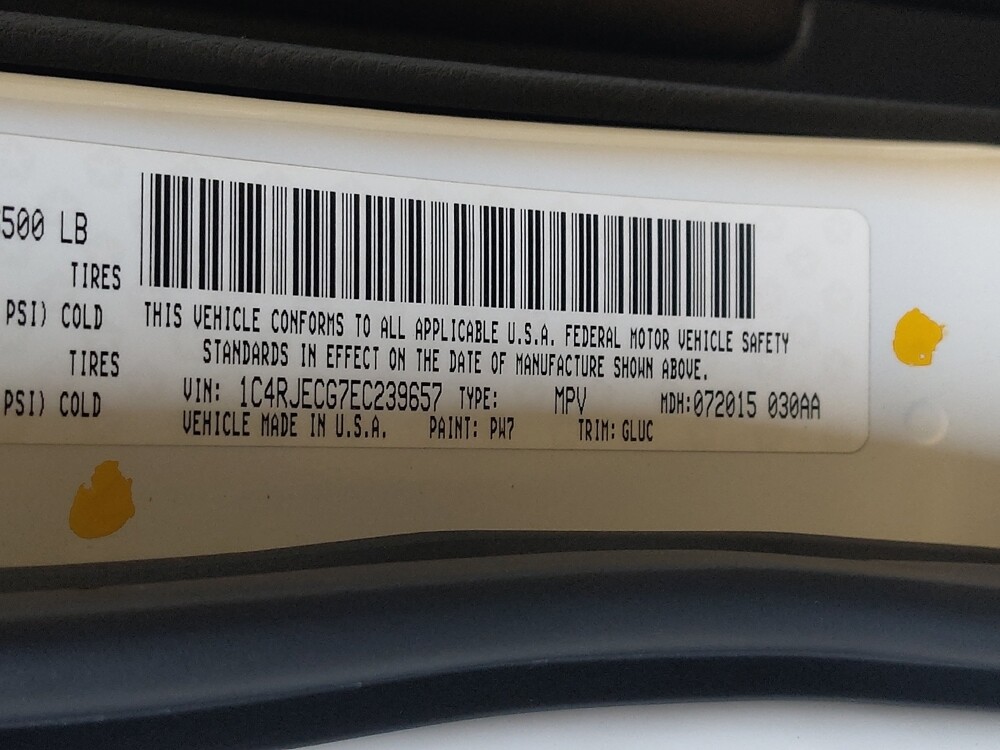 500 LB
TIRES
PSI) COLD
TIRES
PSI) COLD
THIS VEHICLE CONFORMS TO ALL APPLICABLE U.S.A. FEDERAL MOTOR VEHICLE SAFETY
STANDARDS IN EFFECT ON THE DATE OF MANUFACTURE SHOWN ABOVE.
VIN: 1C4RJECG7EC239657 TYPE: MPV MDH:072015 030AA
VEHICLE MADE IN U.S.A. PAINT: PW7 TRIM: GLUC